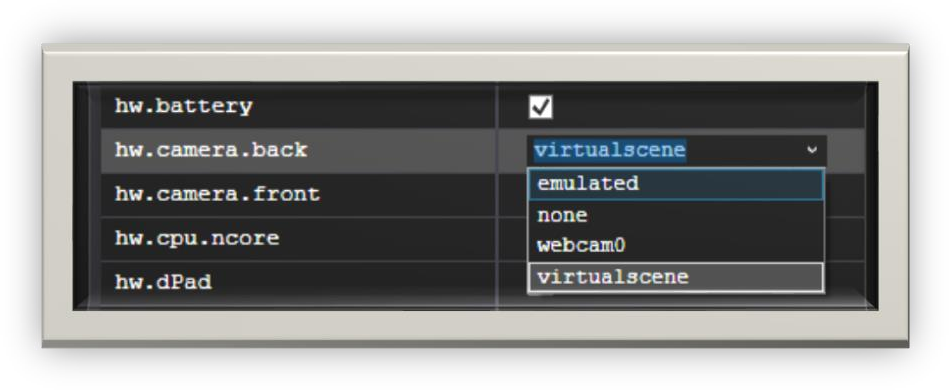 hw.battery
hw.camera.back virtualscene
emulated
hw.camera.front
none
hw.cpu.ncore webcam0
hw.dPad virtualscene